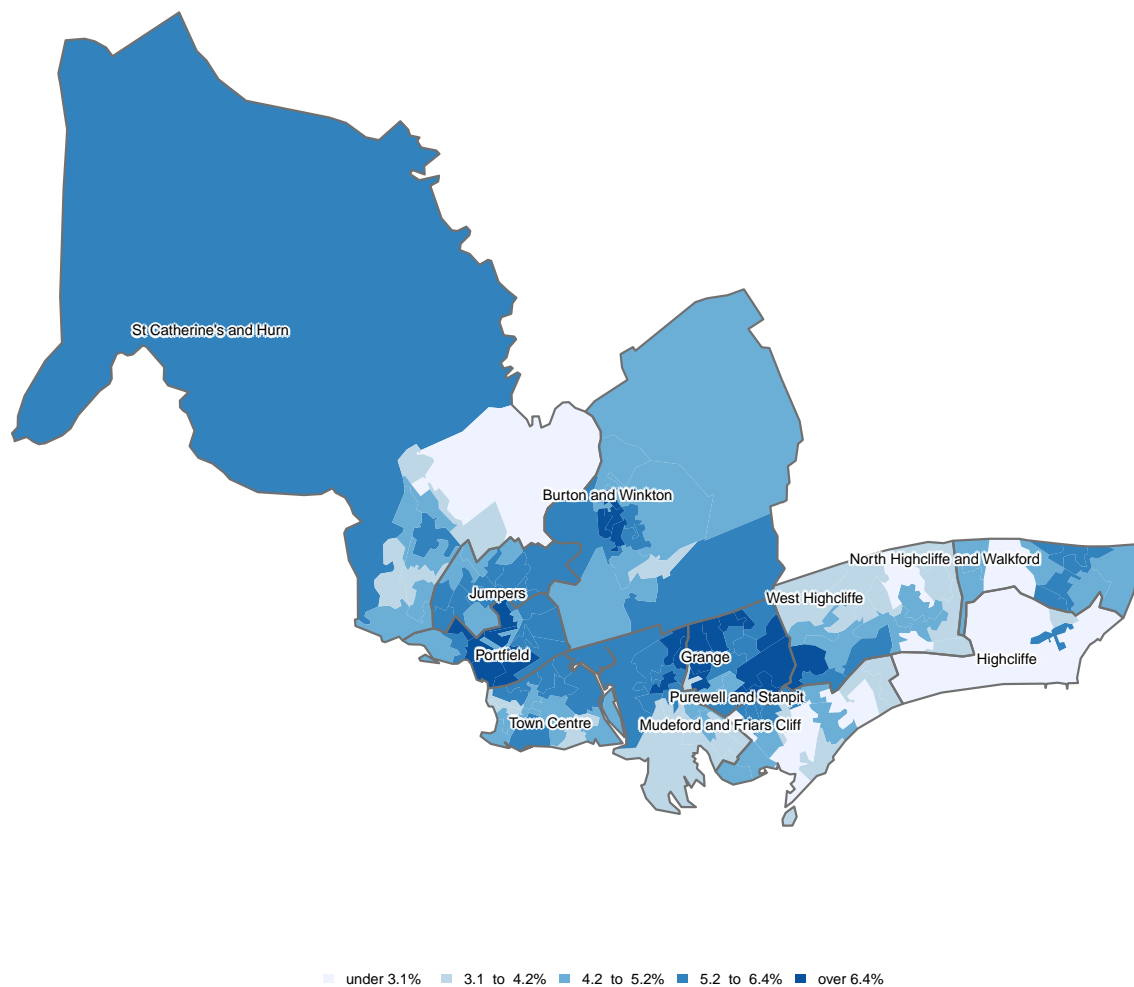 St Catherine's and Hurn
Burton and Winkton
North Highcliffe and Walkford
Jumpers
West Highcliffe
Portfield
Grange
Highcliffe
Purewell and Stanpit
Town Centre
Mudeford and Friars Cliff
under 3.1%
3.1 to 4.2%
4.2 to 5.2%
5.2 to 6.4%
over 6.4%